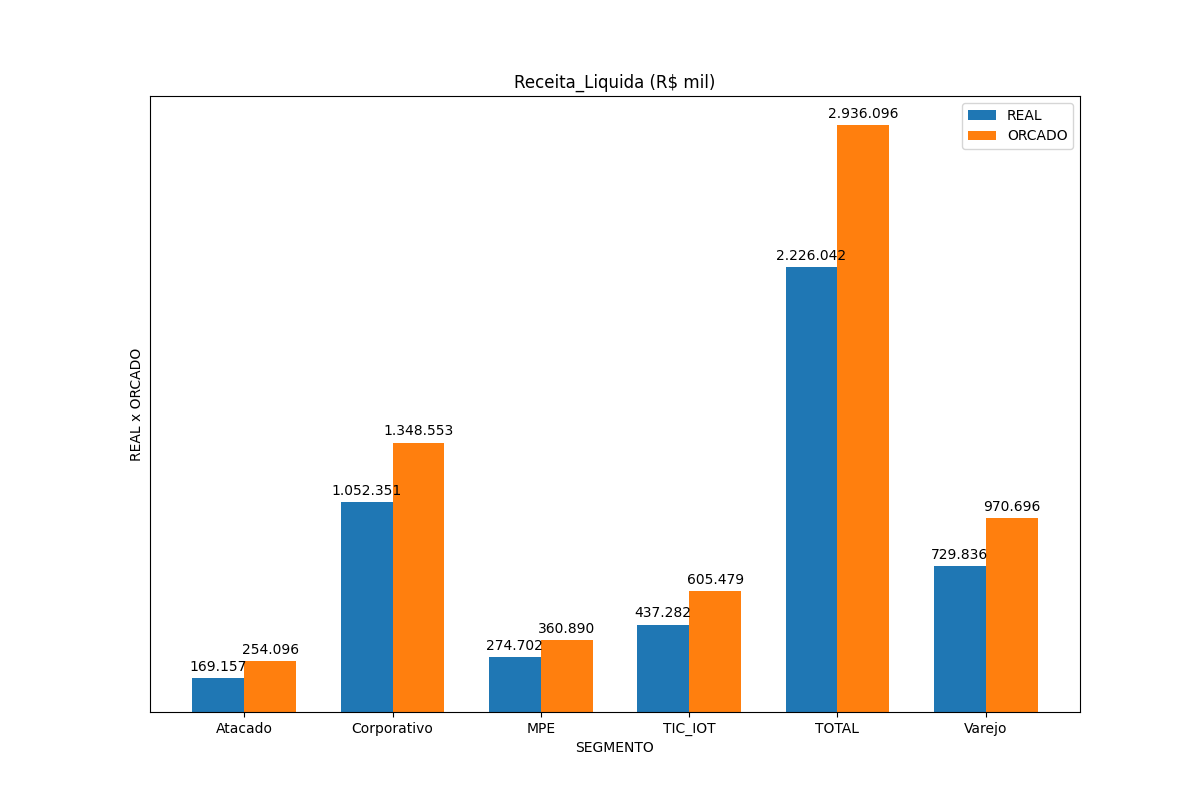 Receita_Liquida (R$ mil)
REAL
ORCADO
REAL x ORCADO
169.157
254.096
1.052.351
1.348.553
274.702
360.890
437.282
605.479
2.226.042
2.936.096
729.836
970.696
Atacado
Corporativo
MPE
TIC_IOT
TOTAL
Varejo
SEGMENTO